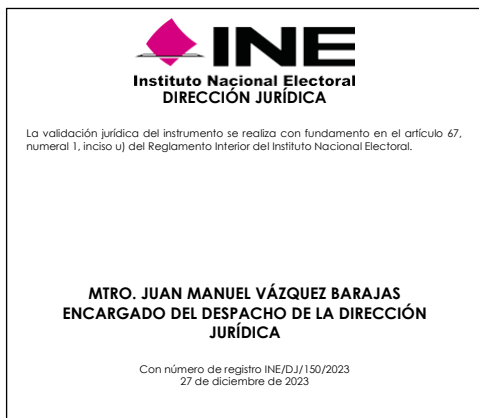 INE
Instituto Nacional Electoral
DIRECCIÓN JURÍDICA
La validación jurídica del instrumento se realiza con fundamento en el artículo 67,
numeral 1, inciso u) del Reglamento Interior del Instituto Nacional Electoral.
MTRO. JUAN MANUEL VÁZQUEZ BARAJAS
ENCARGADO DEL DESPACHO DE LA DIRECCIÓN
JURÍDICA
Con número de registro INE/DJ/150/2023
27 de diciembre de 2023